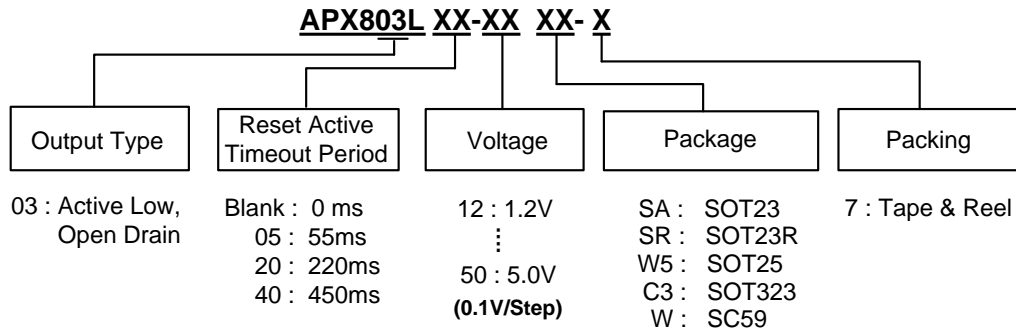 APX803L XX-XX XX- X
Output Type
Reset Active
Timeout Period
Voltage
Package
Packing
03 : Active Low,
Open Drain
Blank : 0 ms
05 : 55ms
20 : 220ms
40 : 450ms
12 : 1.2V
50 : 5.0V
(0.1V/Step)
SA : SOT23
SR : SOT23R
W5 : SOT25
C3 : SOT323
W : SC59
7 : Tape & Reel